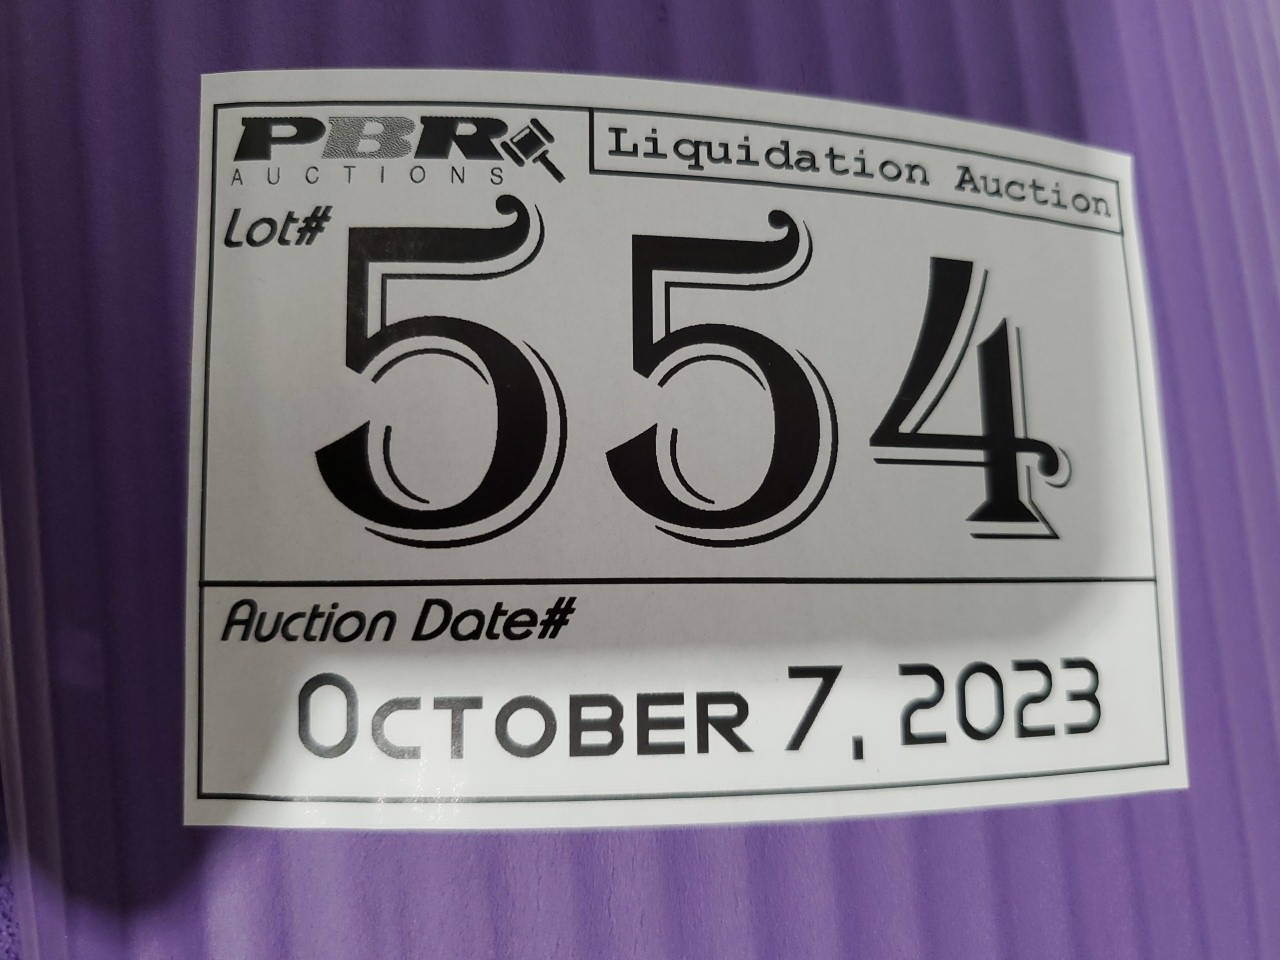 PBR
AUCTIONS
Liquidation Auction
Lot#
554
Auction Date#
OCTOBER 7, 2023